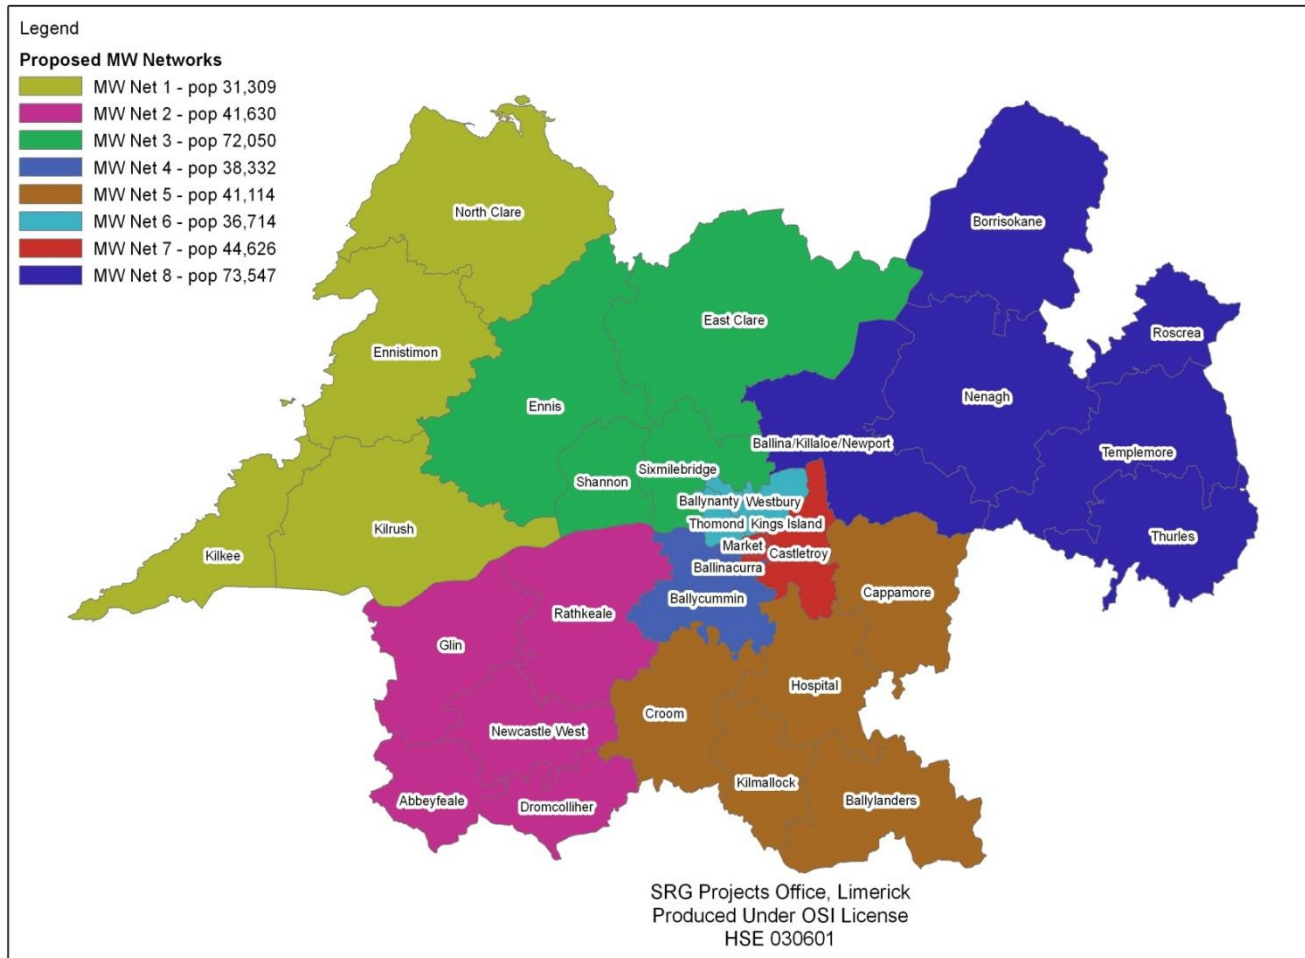 Legend
Proposed MW Networks
MW Net 1 - pop 31,309
MW Net 2 - pop 41,630
MW Net 3 - pop 72,050
MW Net 4 - pop 38,332
MW Net 5 - pop 41,114
MW Net 6 - pop 36,714
MW Net 7 - pop 44,626
MW Net 8 - pop 73,547
North Clare
Borrisokane
East Clare
Roscrea
Ennistimon
Nenagh
Ennis
Ballina/Killaloe/Newport
Templemore
Sixmilebridge
Shannon
Ballynanty
Westbury
Thurles
Kilrush
Thomond
Kings Island
Kilkee
Market
Castletroy
Ballinacurra
Cappamore
Ballycummin
Rathkeale
Glin
Hospital
Croom
Newcastle West
Kilmallock
Abbeyfeale
Dromcolliher
Ballylanders
SRG Projects Office, Limerick
Produced Under OSI License
HSE 030601